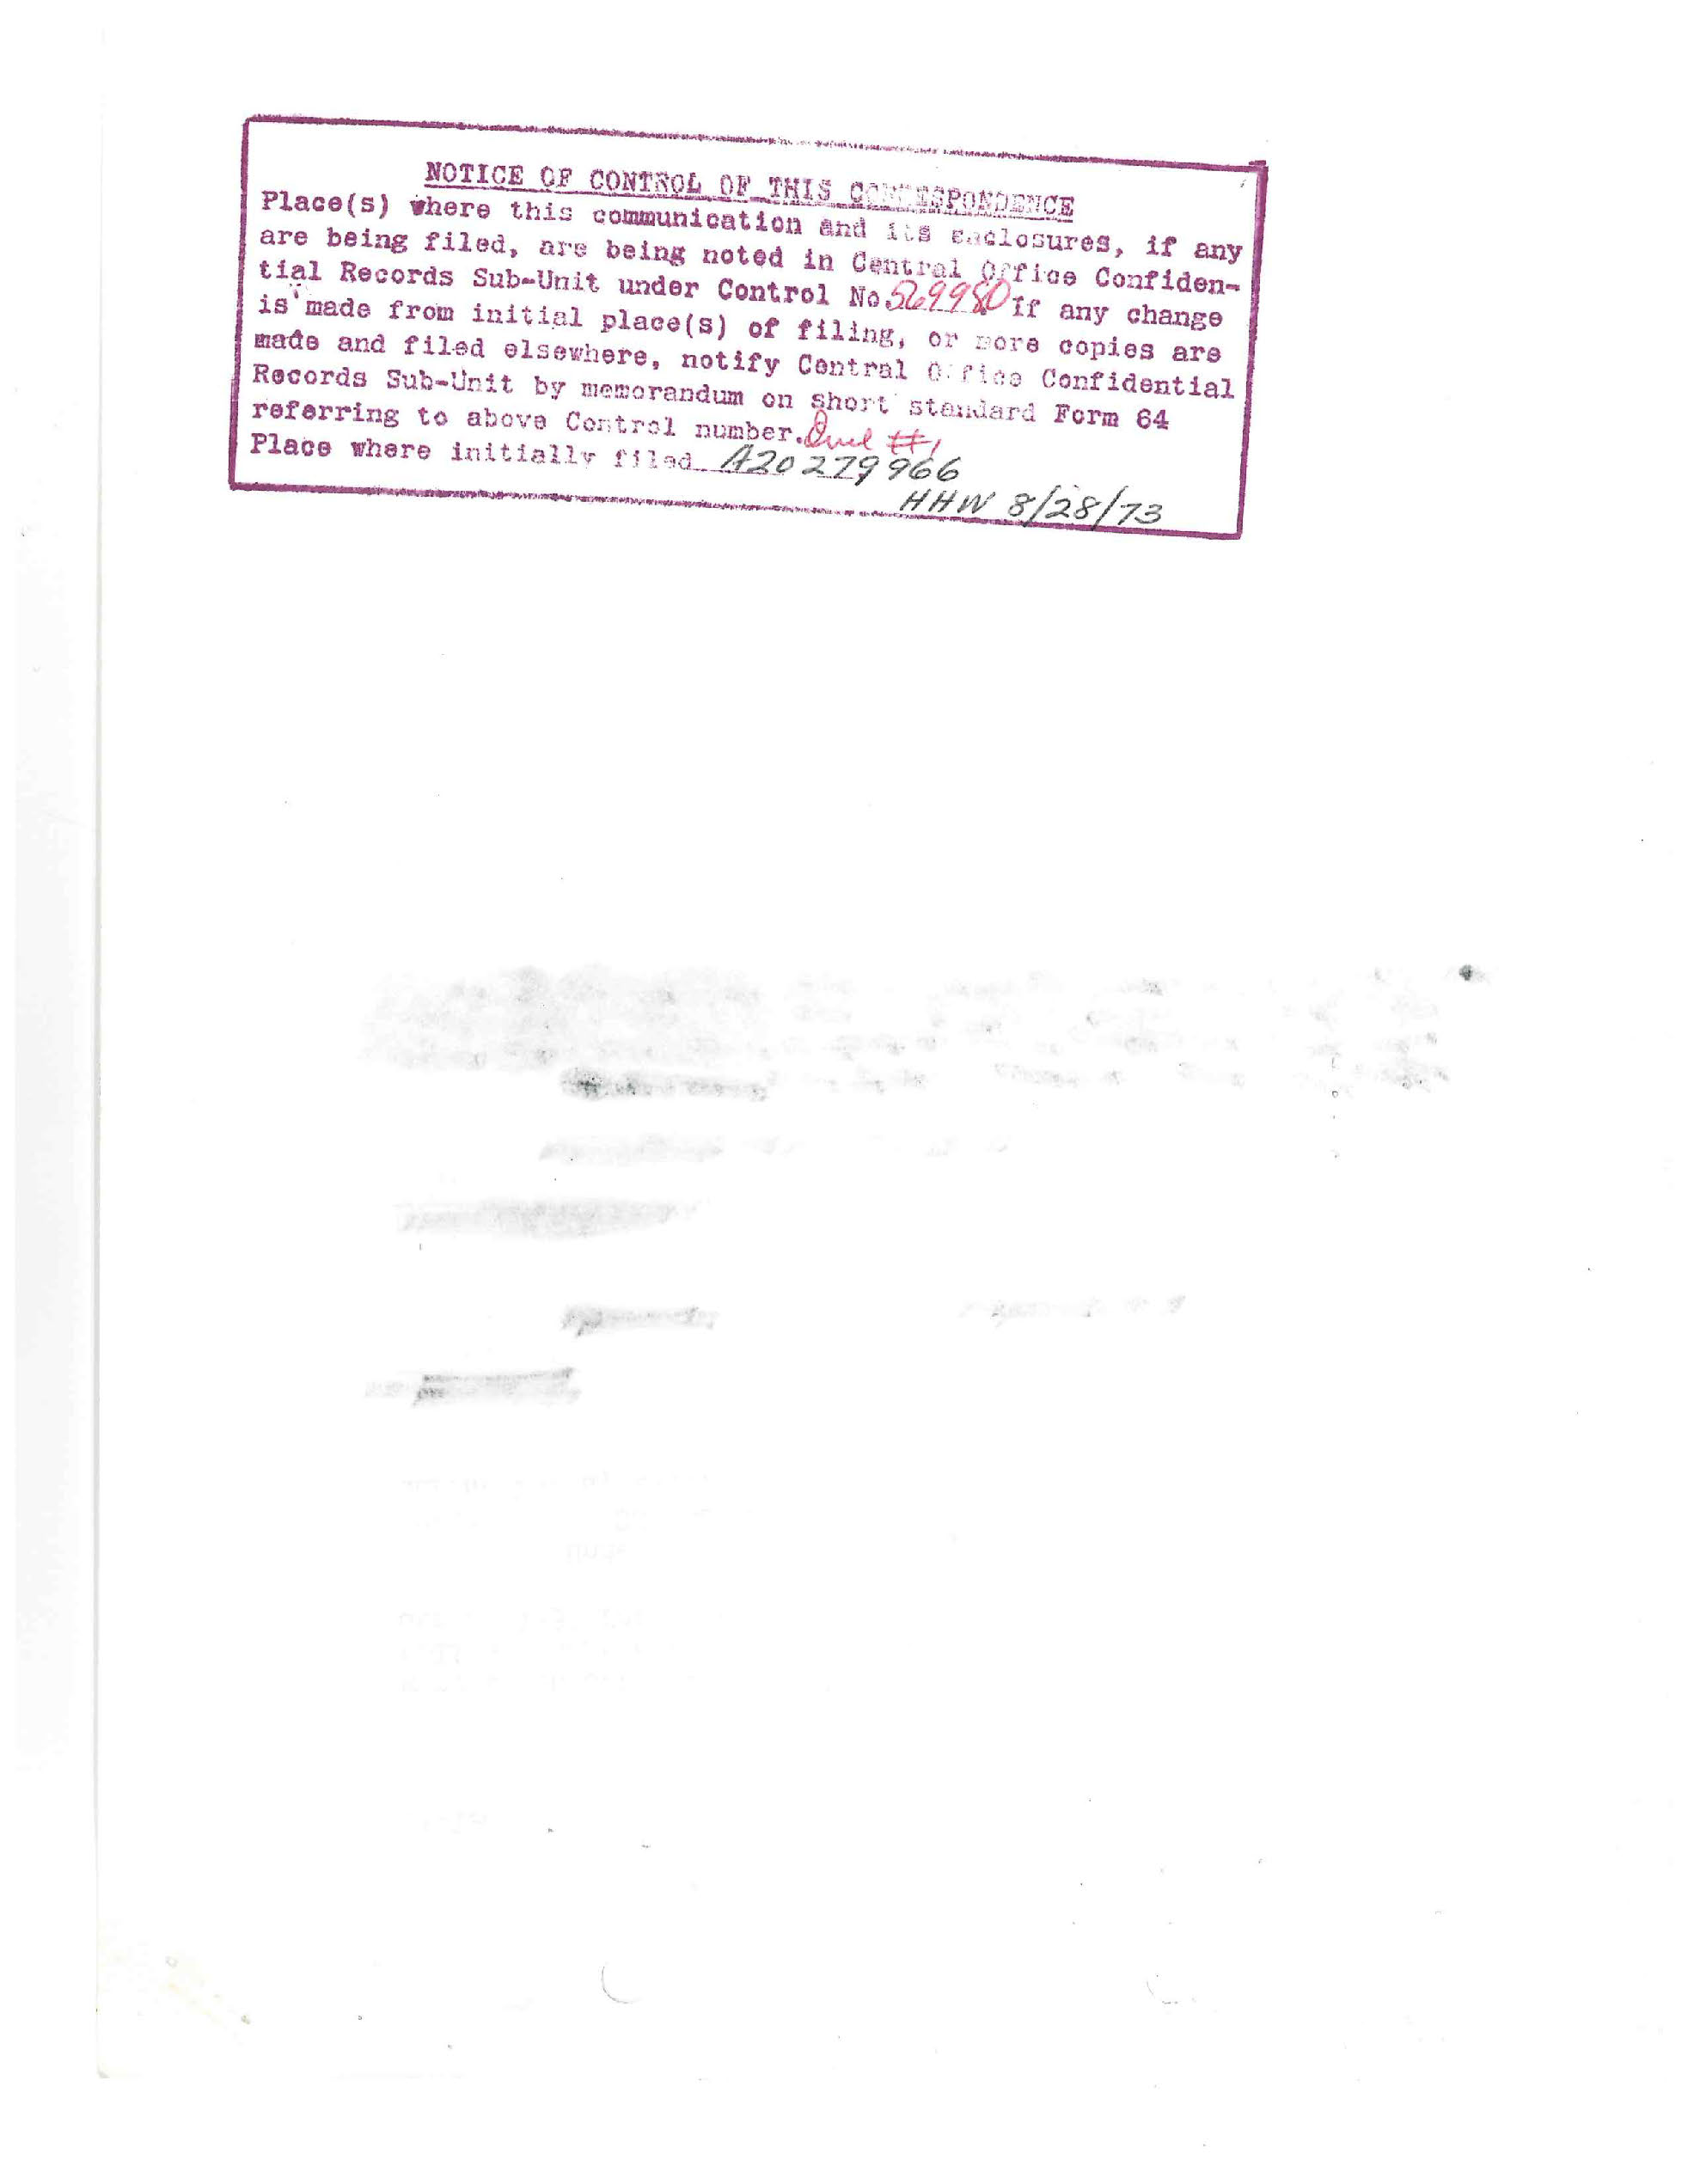 NOTICE OF CONTROL OF THIS CORRESPONDENCE
Place(s) where this communication and its enclosures, if any
are being filed, are being noted in Central Office Confiden-
tial Records Sub-Unit under Control No. 569980 If any change
is made from initial place(s) of filing, or more copies are
made and filed elsewhere, notify Central Office Confidential
Records Sub-Unit by memorandum on short standard Form 64
referring to above Control number. #1
Place where initially filed A20 279 966
HHW 8/28/73